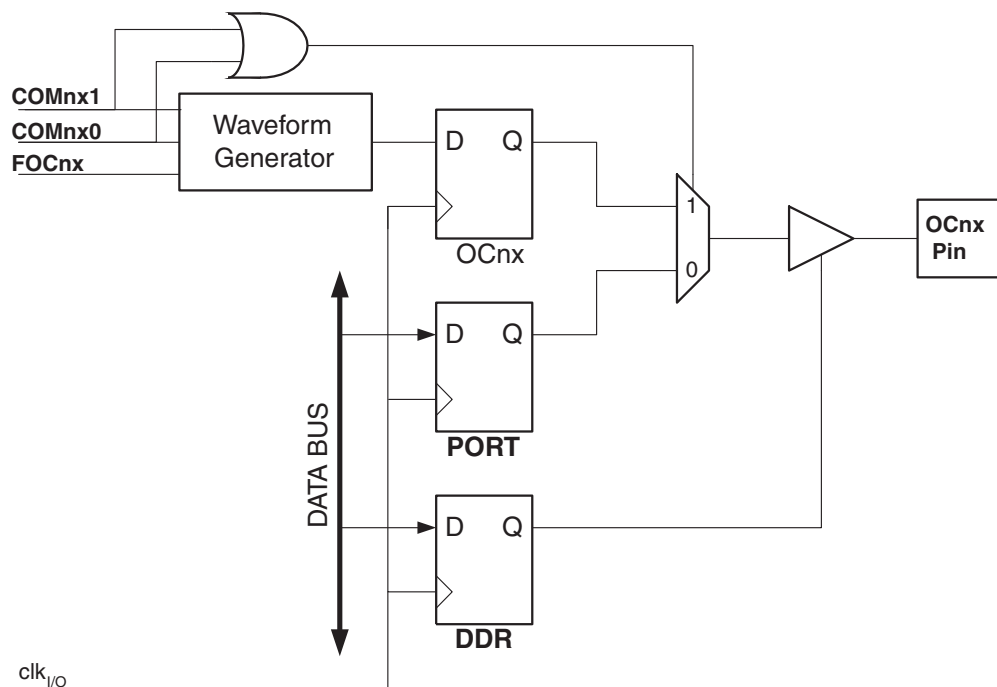 COMnx1
COMnx0
FOCnx
Waveform
Generator
D Q
OCnx
1
0
OCnx
Pin
D Q
PORT
D Q
DDR
DATA BUS
clkI/O